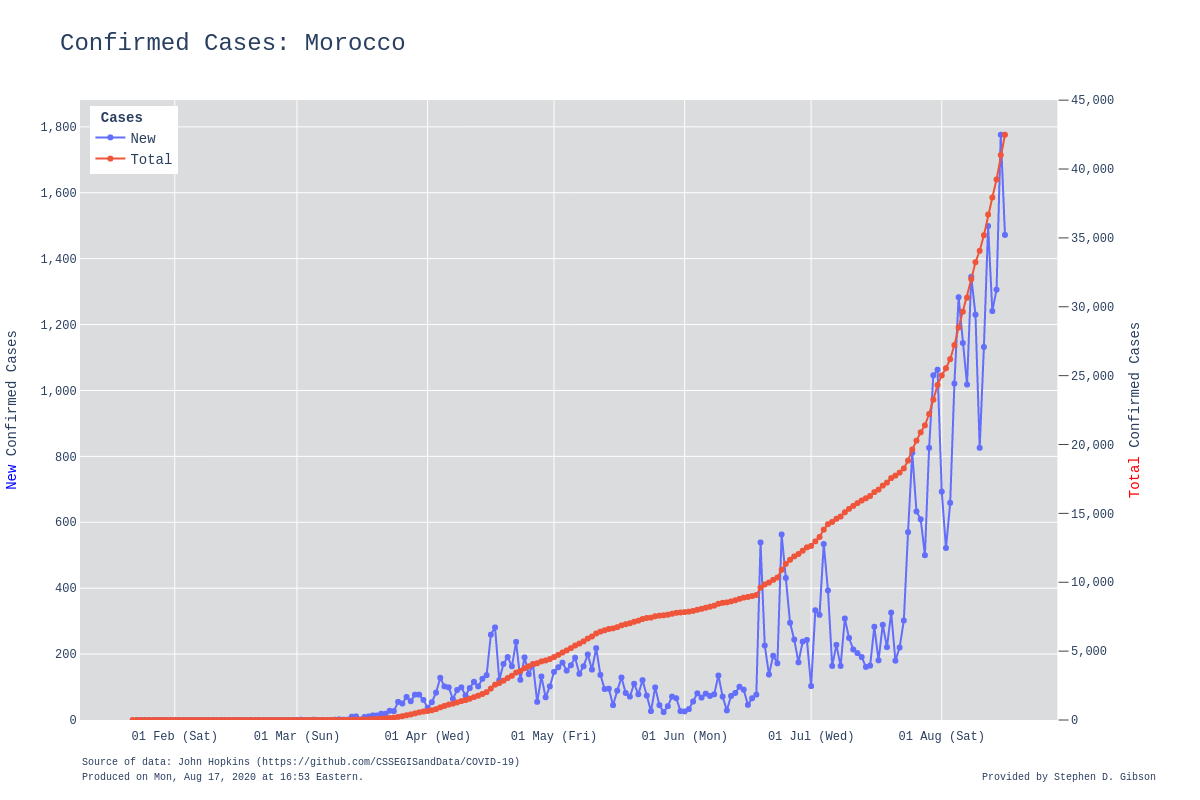 Confirmed Cases: Morocco
Cases
New
Total
1,800
1,600
1,400
1,200
1,000
800
600
400
200
0
45,000
40,000
35,000
30,000
25,000
20,000
15,000
10,000
5,000
0
New Confirmed Cases
Total Confirmed Cases
01 Feb (Sat)
01 Mar (Sun)
01 Apr (Wed)
01 May (Fri)
01 Jun (Mon)
01 Jul (Wed)
01 Aug (Sat)
Source of data: John Hopkins (https://github.com/CSSEGISandData/COVID-19)
Produced on Mon, Aug 17, 2020 at 16:53 Eastern.
Provided by Stephen D. Gibson